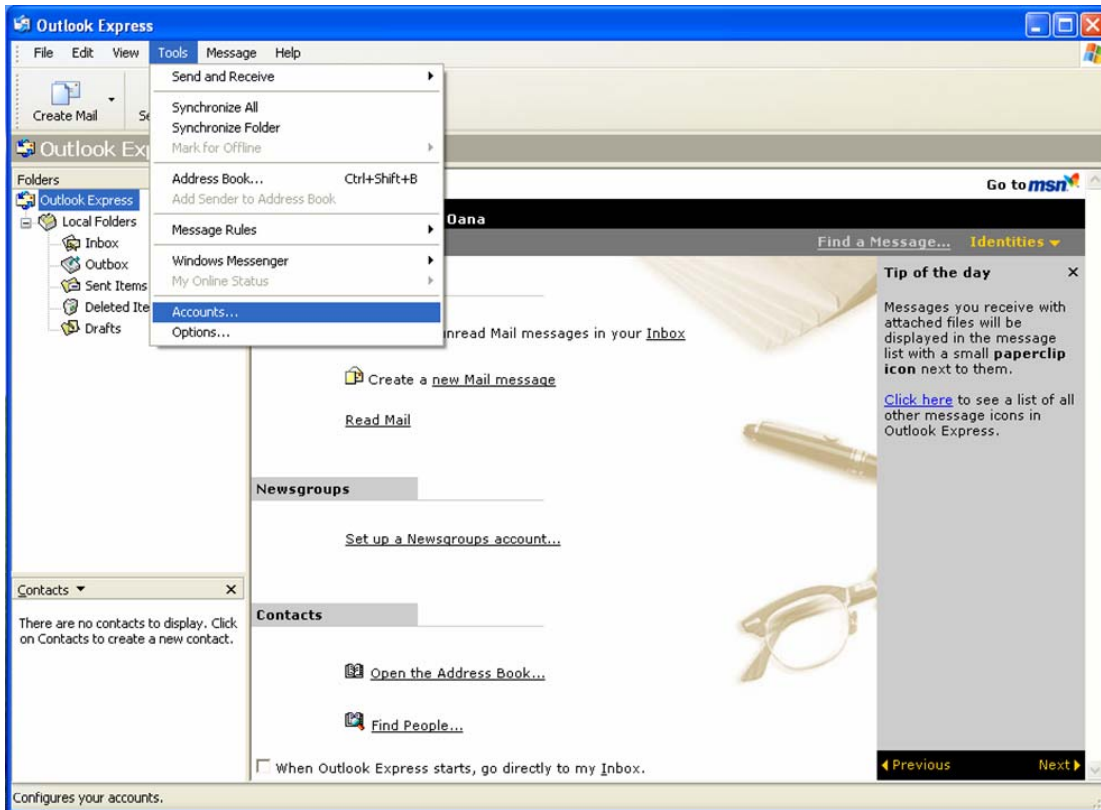 Outlook Express
File Edit View Tools Message Help
Create Mail Se
Outlook Exp
Send and Receive
Synchronize All
Synchronize Folder
Mark for Offline
Address Book... Ctrl+Shift+B
Add Sender to Address Book
Message Rules
Windows Messenger
My Online Status
Accounts...
Options...
Folders
Outlook Express
Local Folders
Inbox
Outbox
Sent Items
Deleted Ite
Drafts
Contacts
There are no contacts to display. Click
on Contacts to create a new contact.
Go to msn
Oana
Find a Message... Identities
unread Mail messages in your Inbox
Create a new Mail message
Read Mail
Newsgroups
Set up a Newsgroups account...
Contacts
Open the Address Book...
Find People...
When Outlook Express starts, go directly to my Inbox.
Tip of the day
Messages you receive with
attached files will be
displayed in the message
list with a small paperclip
icon next to them.
Click here to see a list of all
other message icons in
Outlook Express.
Previous Next
Configures your accounts.